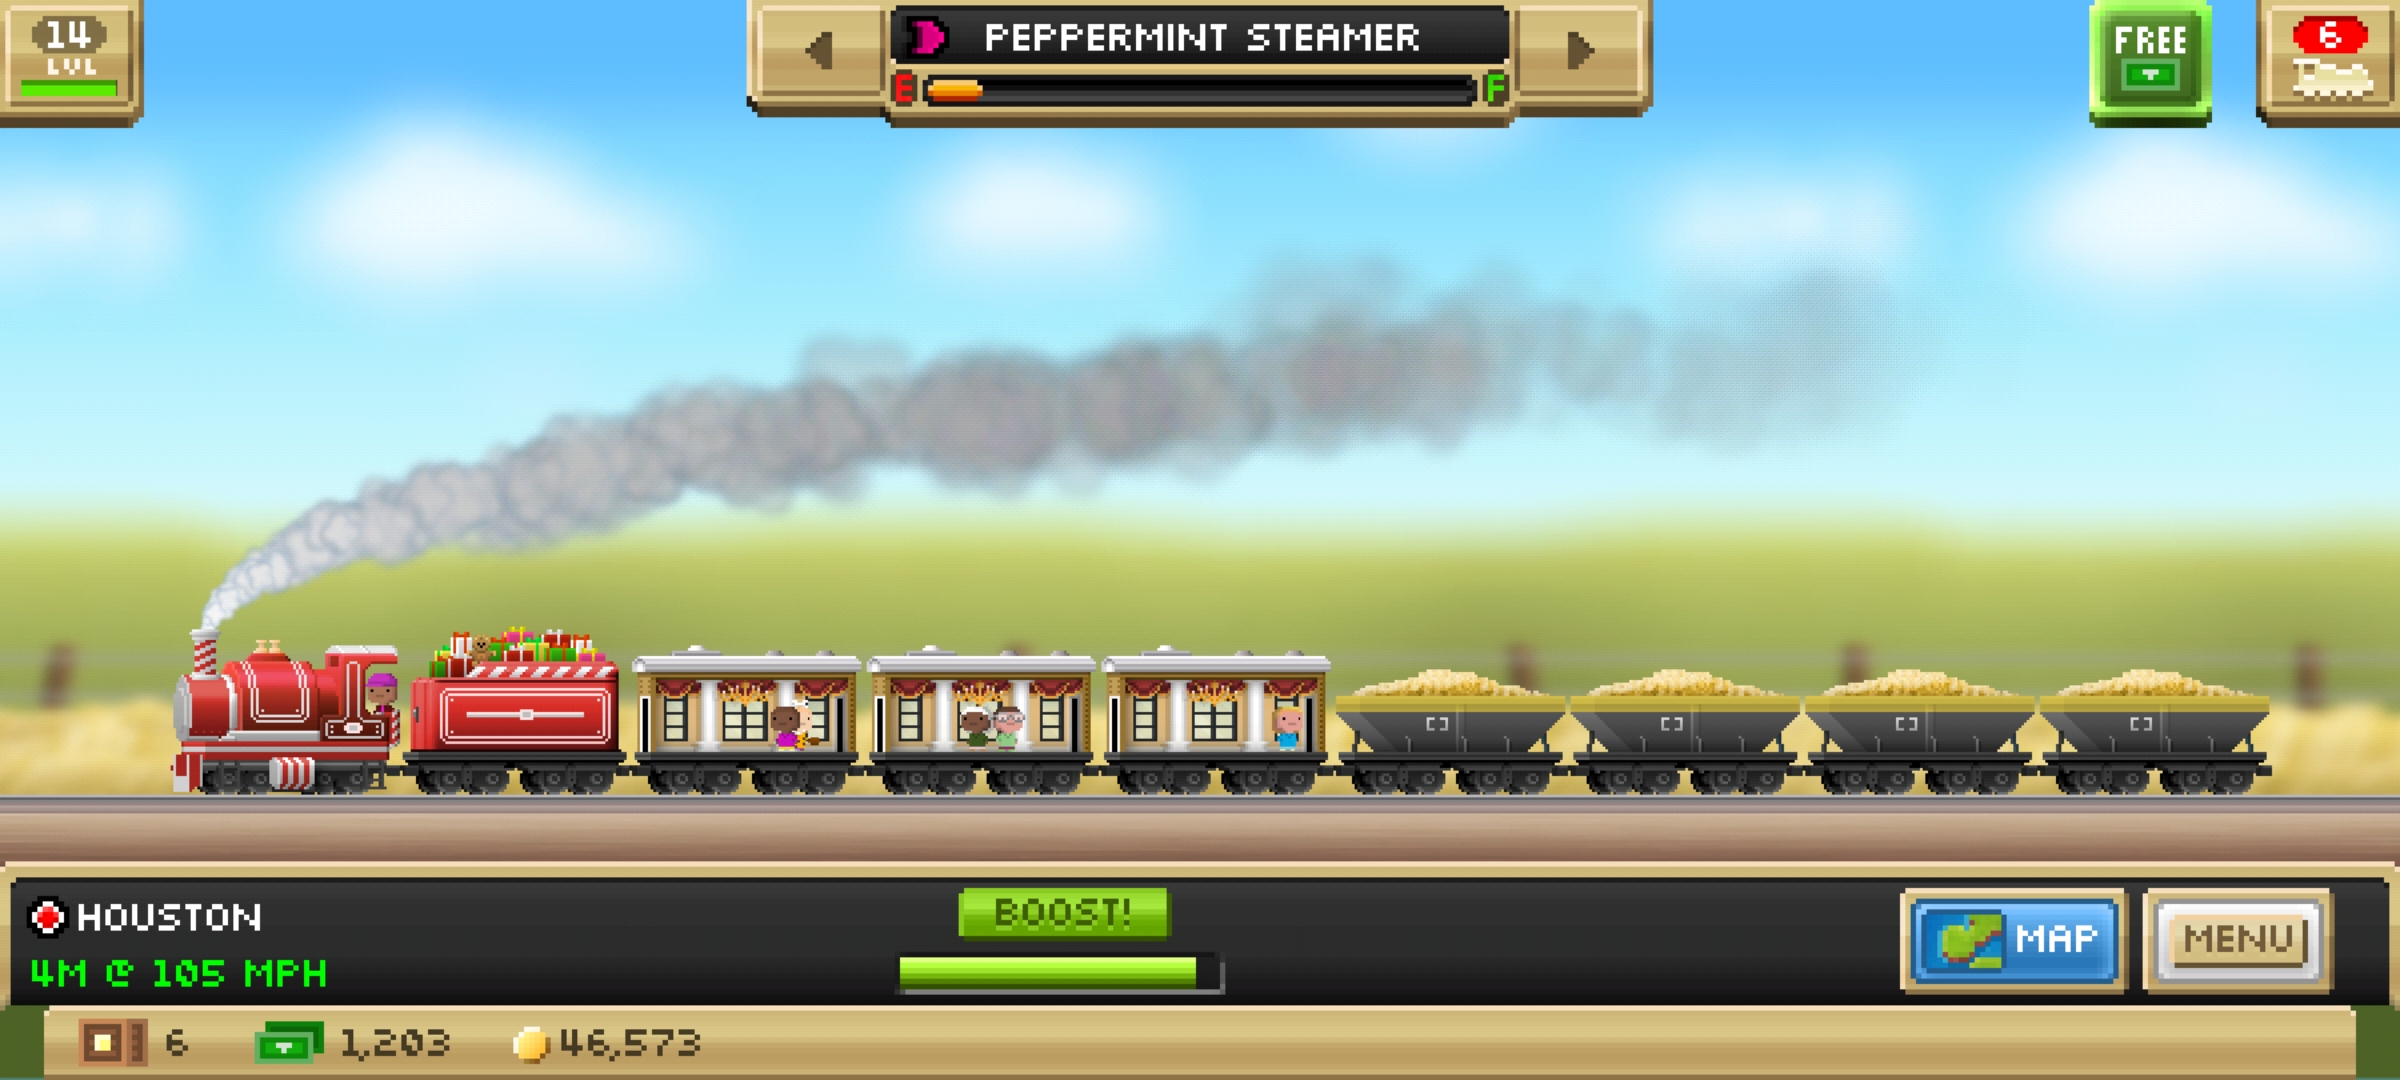 14
LVL
PEPPERMINT STEAMER
E F
FREE
6
HOUSTON
4M @ 105 MPH
BOOST!
MAP
MENU
6
1,203
46,573